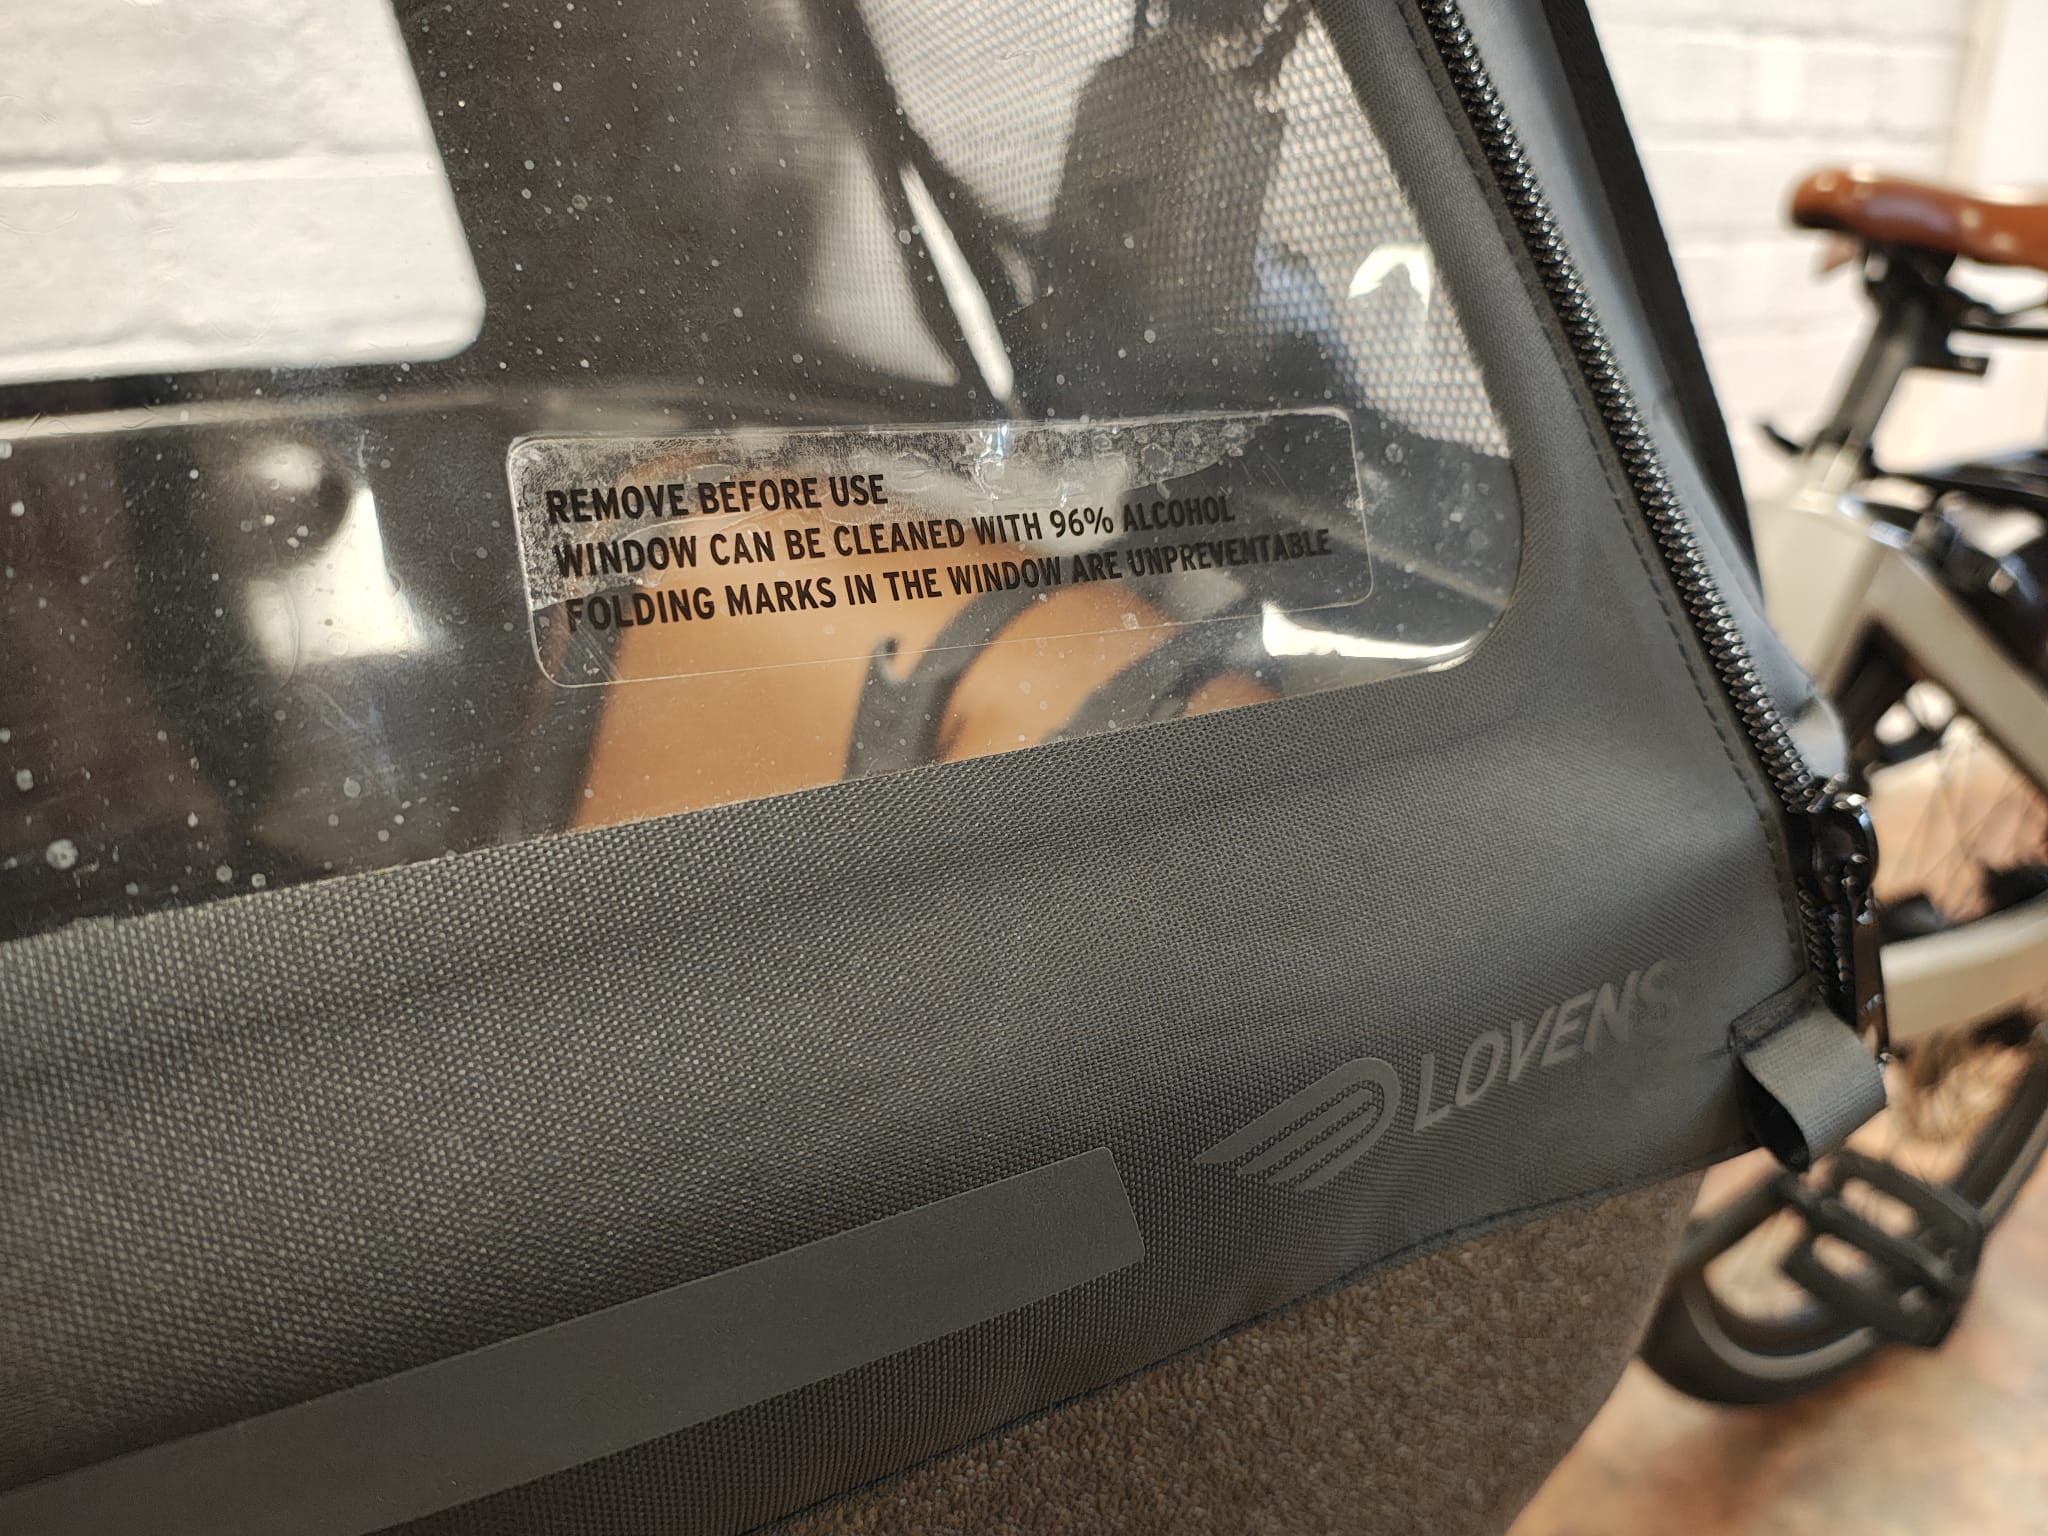 REMOVE BEFORE USE
WINDOW CAN BE CLEANED WITH 96% ALCOHOL
FOLDING MARKS IN THE WINDOW ARE UNPREVENTABLE
LOVENS